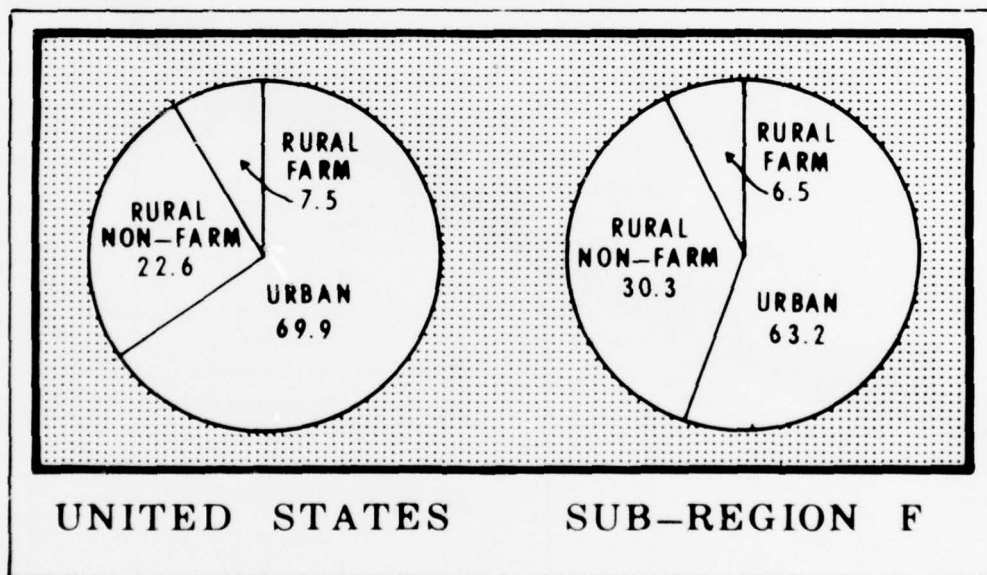 RURAL
FARM
7.5
RURAL
NON-FARM
22.6
URBAN
69.9
RURAL
FARM
6.5
RURAL
NON-FARM
30.3
URBAN
63.2
UNITED STATES
SUB-REGION F